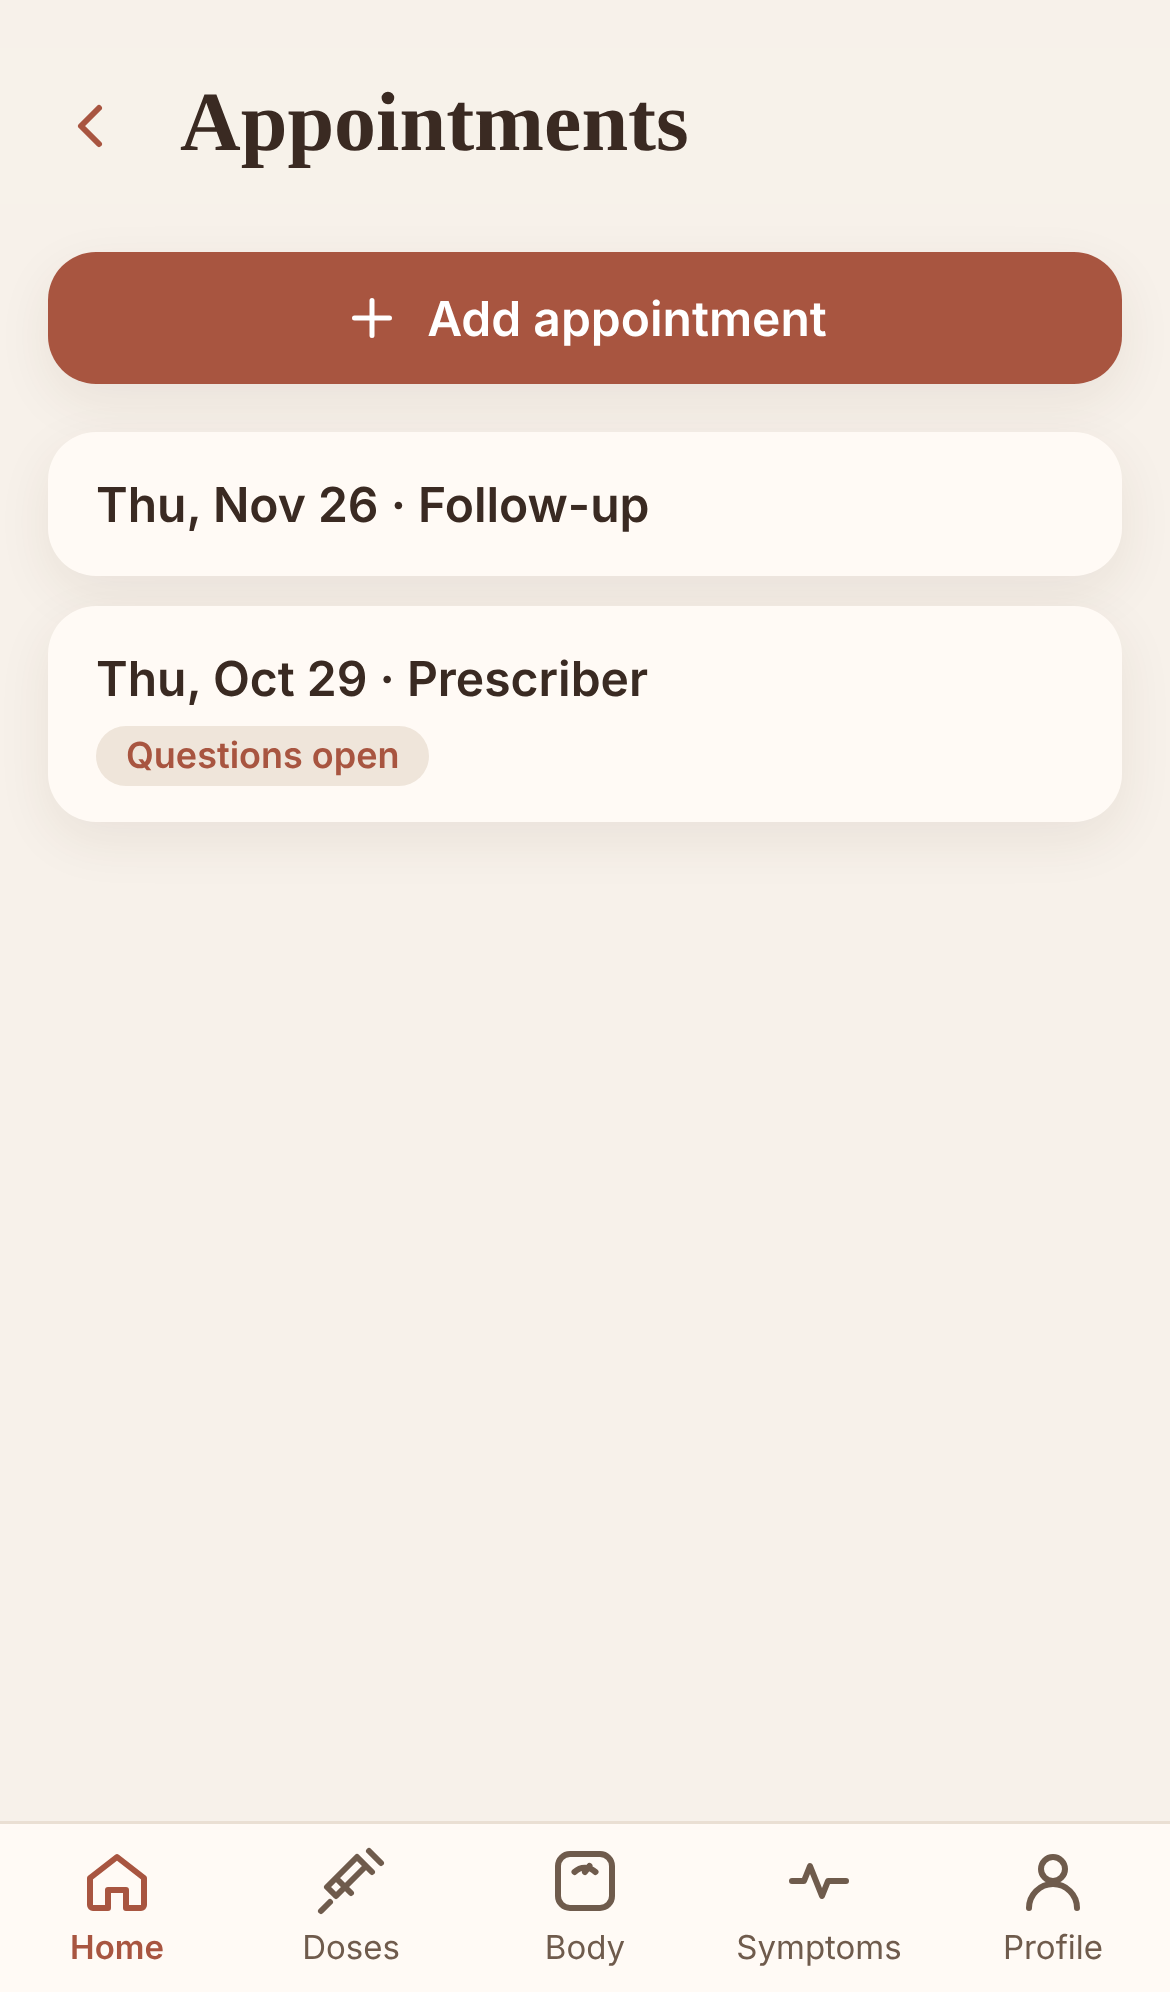 Appointments
Add appointment
Thu, Nov 26 · Follow-up
Thu, Oct 29 · Prescriber
Questions open
Home
Doses
Body
Symptoms
Profile